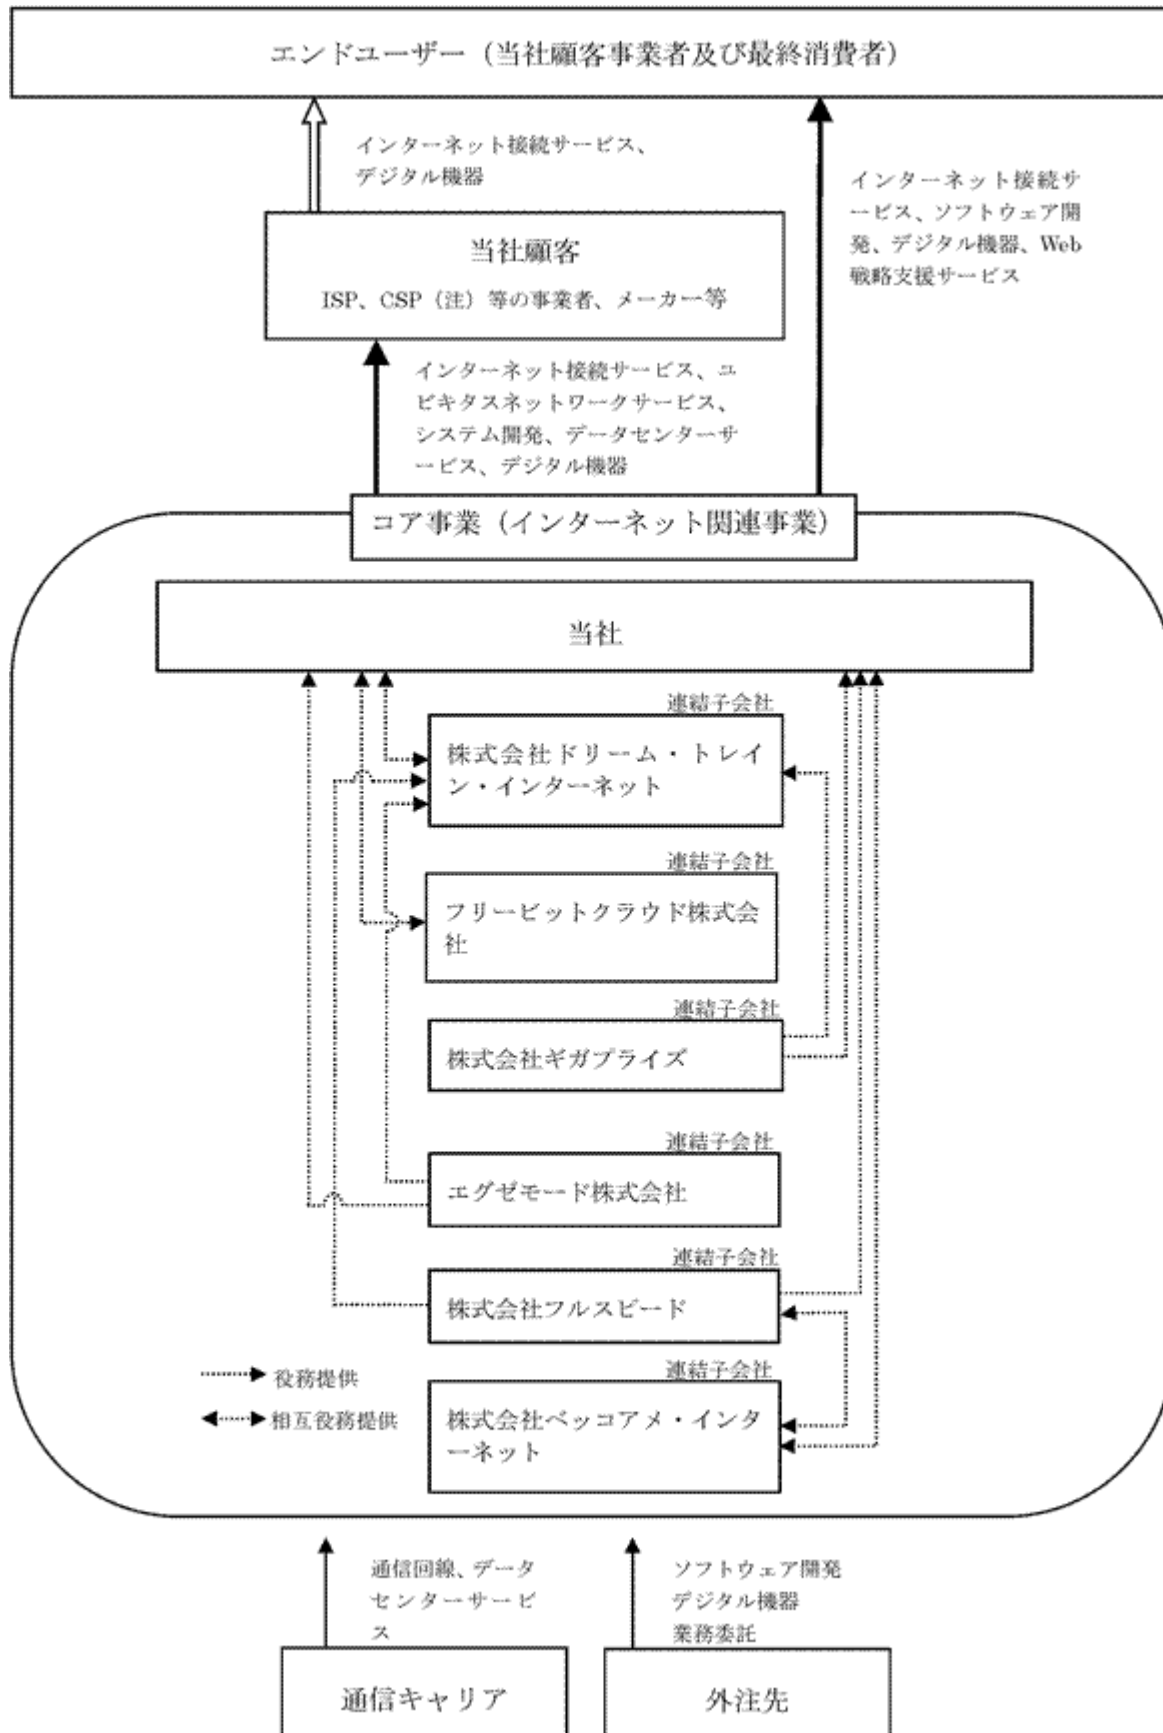 エンドユーザー（当社顧客事業者及び最終消費者）
インターネット接続サービス、
デジタル機器
インターネット接続サ
ービス、ソフトウェア開
発、デジタル機器、Web
戦略支援サービス
当社顧客
ISP、CSP（注）等の事業者、メーカー等
インターネット接続サービス、ユ
ビキタスネットワークサービス、
システム開発、データセンターサ
ービス、デジタル機器
コア事業（インターネット関連事業）
当社
連結子会社
株式会社ドリーム・トレイ
ン・インターネット
連結子会社
フリービットクラウド株式会
社
連結子会社
株式会社ギガプライズ
連結子会社
エグゼモード株式会社
連結子会社
株式会社フルスピード
連結子会社
株式会社ベッコアメ・インタ
ーネット
役務提供
相互役務提供
通信回線、データ
センターサービ
ス
ソフトウェア開発
デジタル機器
業務委託
通信キャリア
外注先